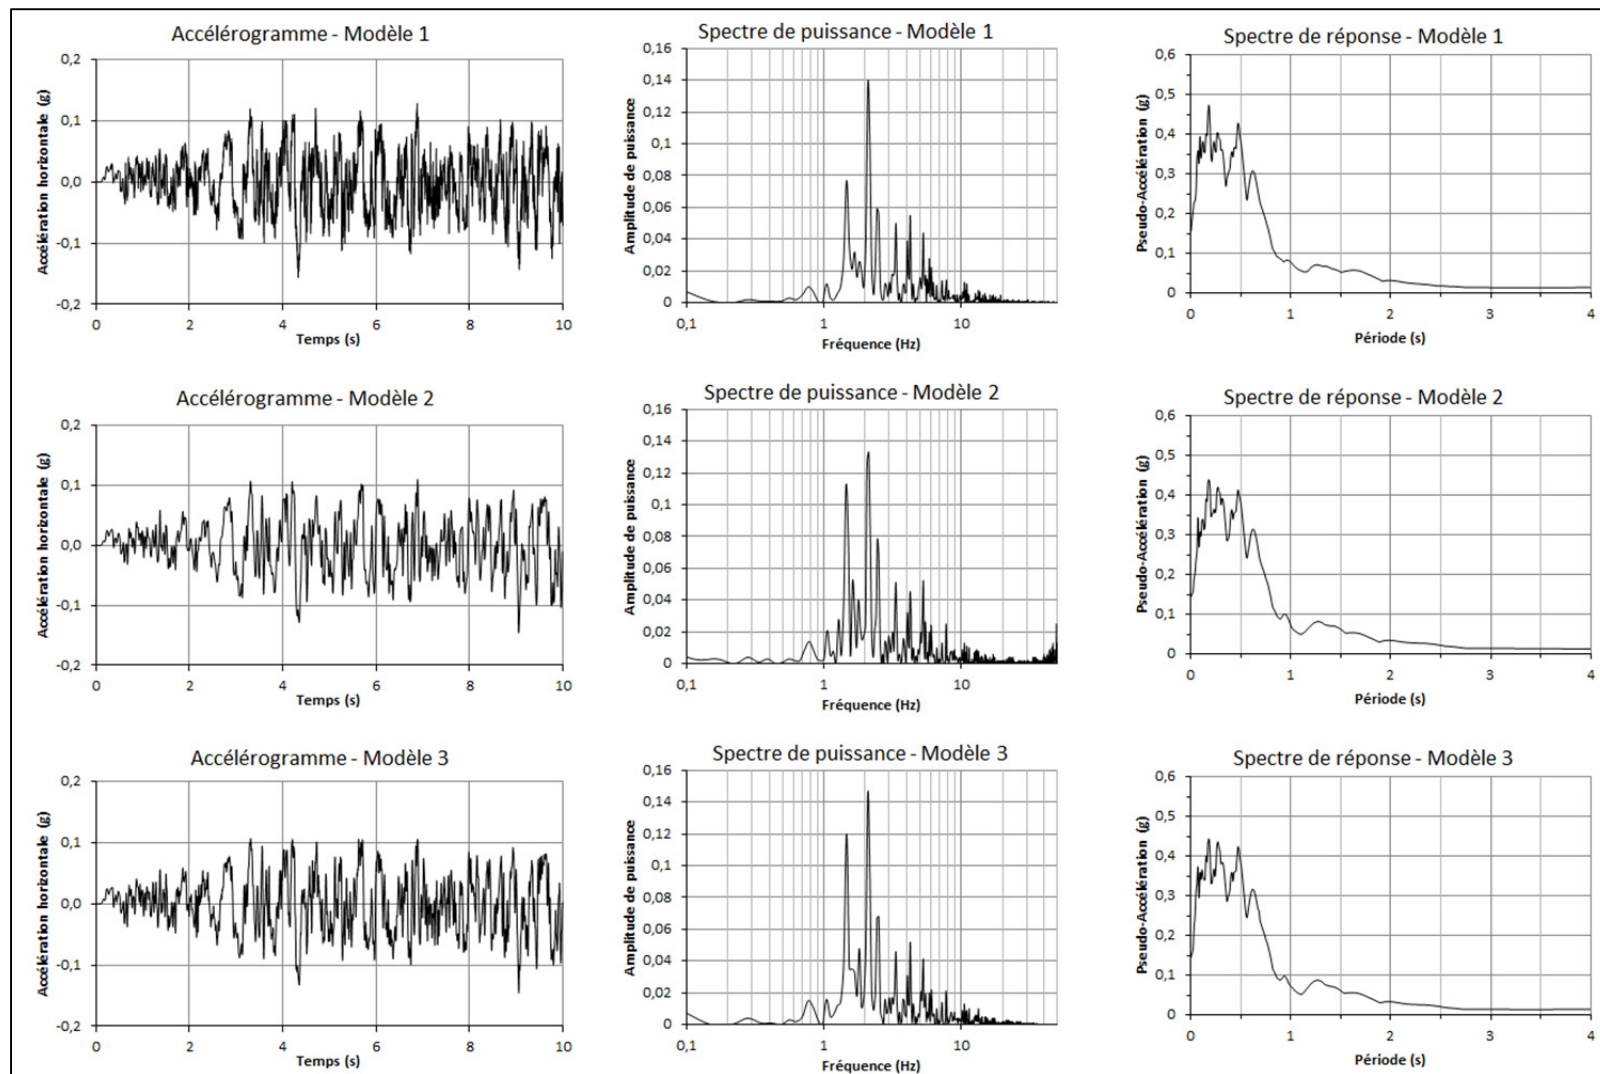 Accélérogramme - Modèle 1
Accélération horizontale (g)
0,2
0,1
0,0
-0,1
-0,2
0 2 4 6 8 10
Temps (s)
Spectre de puissance - Modèle 1
Amplitude de puissance
0,16
0,14
0,12
0,1
0,08
0,06
0,04
0,02
0
0,1 1 10
Fréquence (Hz)
Spectre de réponse - Modèle 1
Pseudo-Accélération (g)
0,6
0,5
0,4
0,3
0,2
0,1
0
0 1 2 3 4
Période (s)
Accélérogramme - Modèle 2
Accélération horizontale (g)
0,2
0,1
0,0
-0,1
-0,2
0 2 4 6 8 10
Temps (s)
Spectre de puissance - Modèle 2
Amplitude de puissance
0,16
0,14
0,12
0,1
0,08
0,06
0,04
0,02
0
0,1 1 10
Fréquence (Hz)
Spectre de réponse - Modèle 2
Pseudo-Accélération (g)
0,6
0,5
0,4
0,3
0,2
0,1
0
0 1 2 3 4
Période (s)
Accélérogramme - Modèle 3
Accélération horizontale (g)
0,2
0,1
0,0
-0,1
-0,2
0 2 4 6 8 10
Temps (s)
Spectre de puissance - Modèle 3
Amplitude de puissance
0,16
0,14
0,12
0,1
0,08
0,06
0,04
0,02
0
0,1 1 10
Fréquence (Hz)
Spectre de réponse - Modèle 3
Pseudo-Accélération (g)
0,6
0,5
0,4
0,3
0,2
0,1
0
0 1 2 3 4
Période (s)